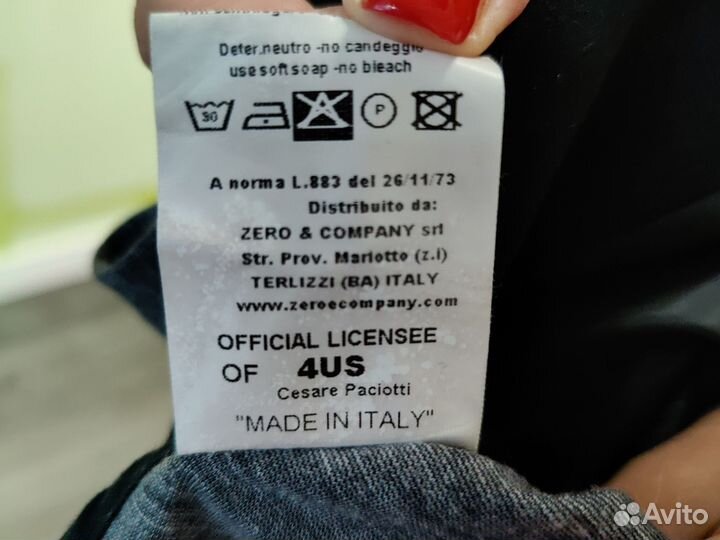 Deter.neutro -no candeggio
use soft soap -no bleach
30
P
A norma L.883 del 26/11/73
Distribuito da:
ZERO & COMPANY srl
Str. Prov. Mariotto (z.i)
TERLIZZI (BA) ITALY
www.zeroecompany.com
OFFICIAL LICENSEE
OF 4US
Cesare Paciotti
"MADE IN ITALY"
Avito